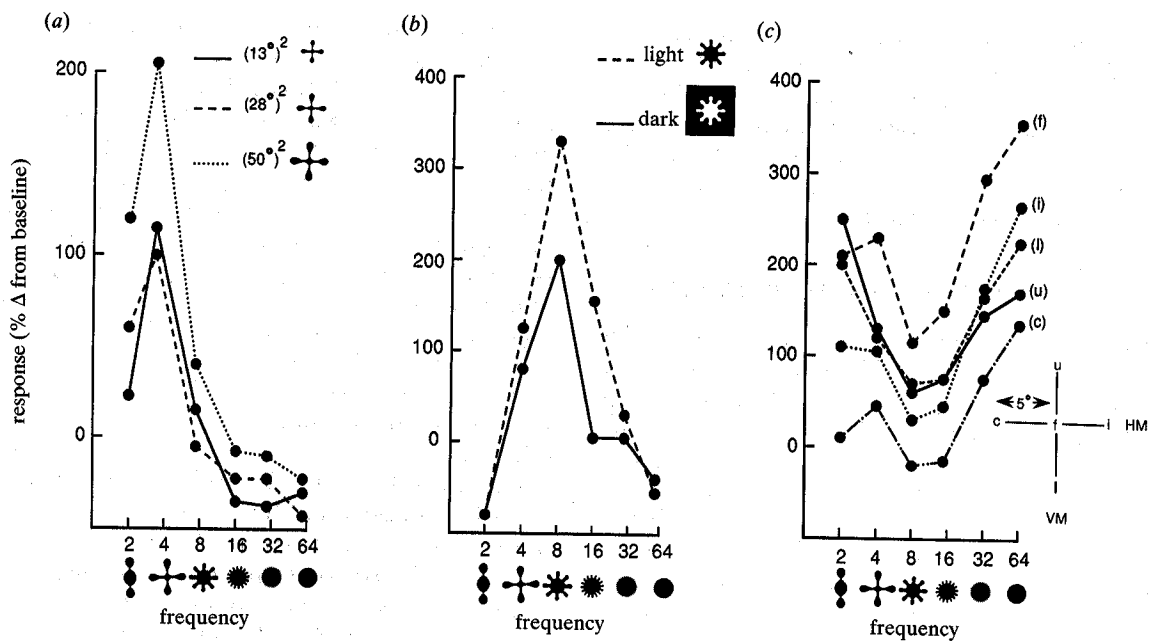 (a)
(13°)²
(28°)²
(50°)²
200
100
0
response (% Δ from baseline)
2 4 8 16 32 64
frequency
(b)
light
dark
400
300
200
100
0
2 4 8 16 32 64
frequency
(c)
400
300
200
100
0
(f)
(i)
(l)
(u)
(c)
u
5°
c f i HM
l
VM
2 4 8 16 32 64
frequency